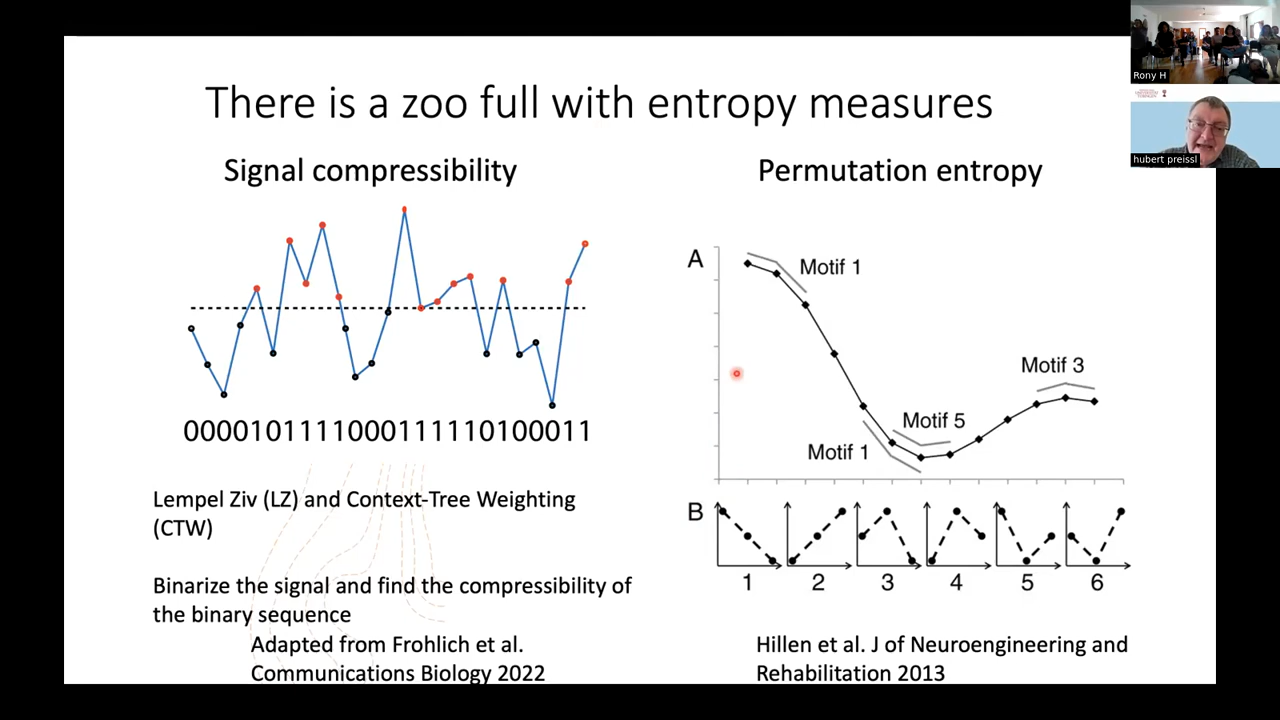 There is a zoo full with entropy measures
Signal compressibility
0000101111000111110100011
Lempel Ziv (LZ) and Context-Tree Weighting
(CTW)
Binarize the signal and find the compressibility of
the binary sequence
Adapted from Frohlich et al.
Communications Biology 2022
Permutation entropy
A
Motif 1
Motif 3
Motif 5
Motif 1
B
1 2 3 4 5 6
Hillen et al. J of Neuroengineering and
Rehabilitation 2013
Rony H
hubert preissl